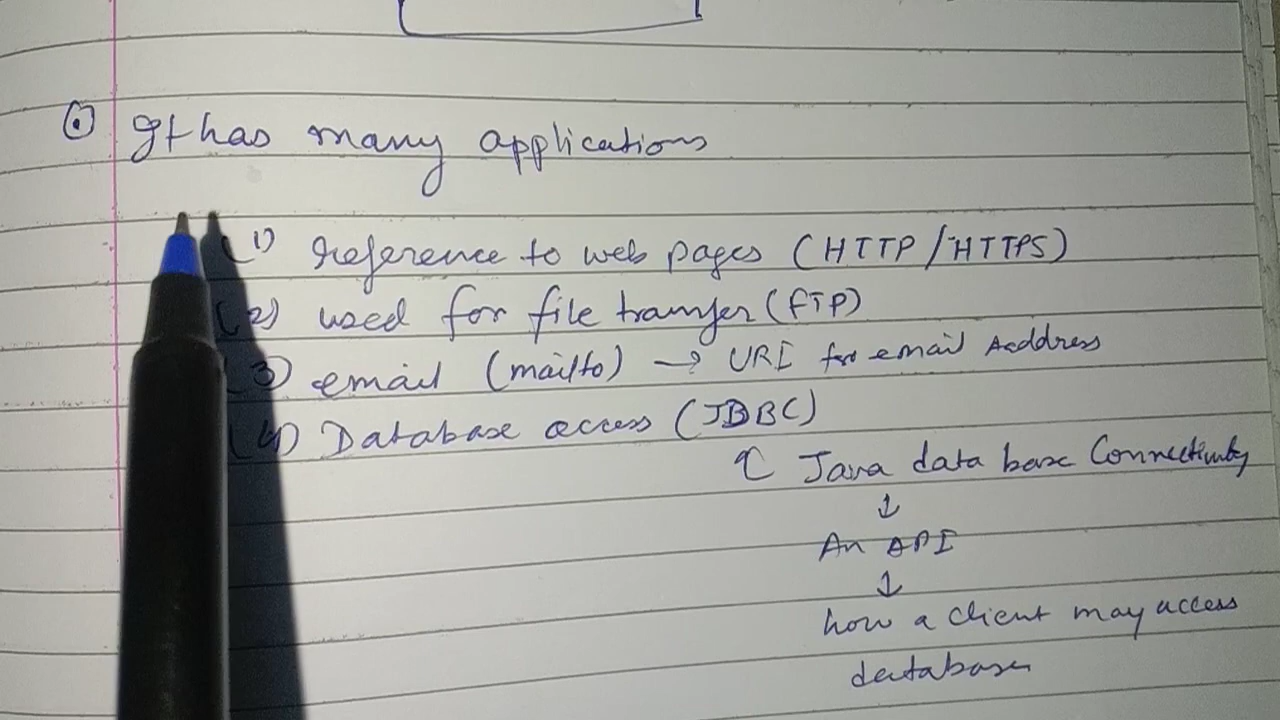 It has many applications
(1) reference to web pages (HTTP/HTTPS)
(2) used for file transfer (FTP)
(3) email (mailto) → URI for email Address
(4) Database access (JDBC)
Java data base Connectivity
↓
An API
↓
how a client may access
database